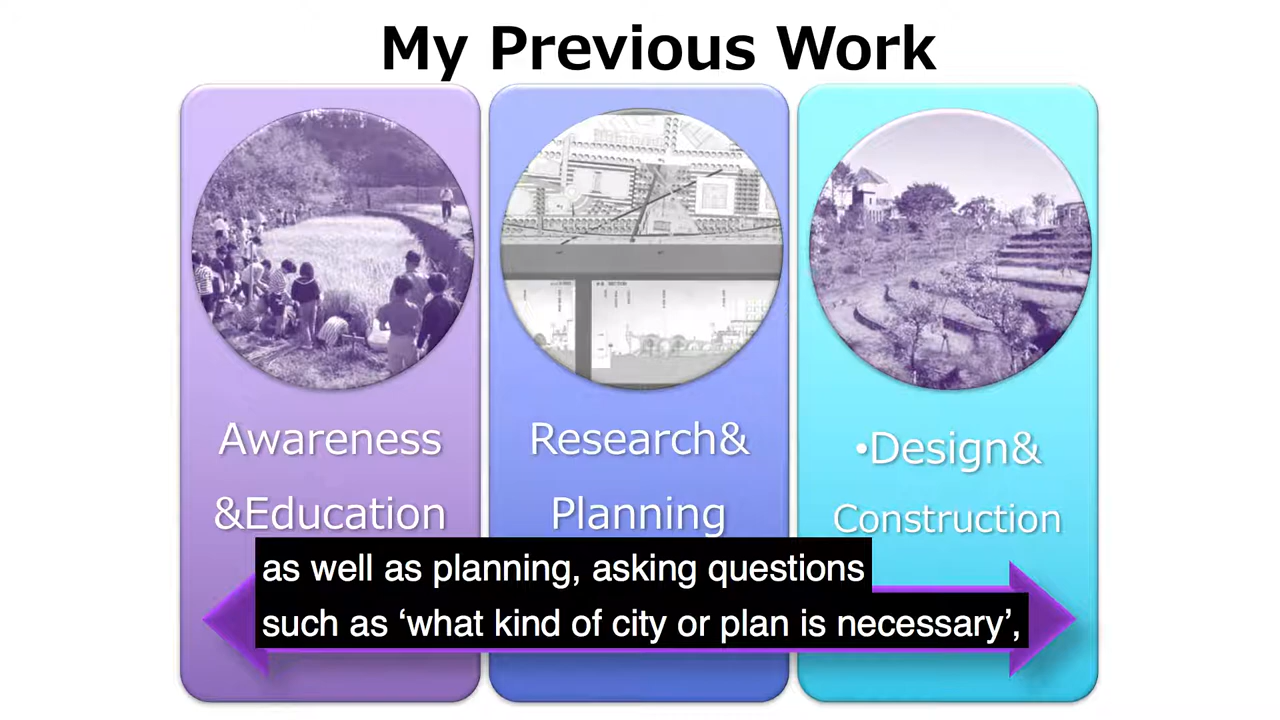 My Previous Work
Awareness
&Education
Research&
Planning
•Design&
Construction
as well as planning, asking questions
such as ‘what kind of city or plan is necessary’,